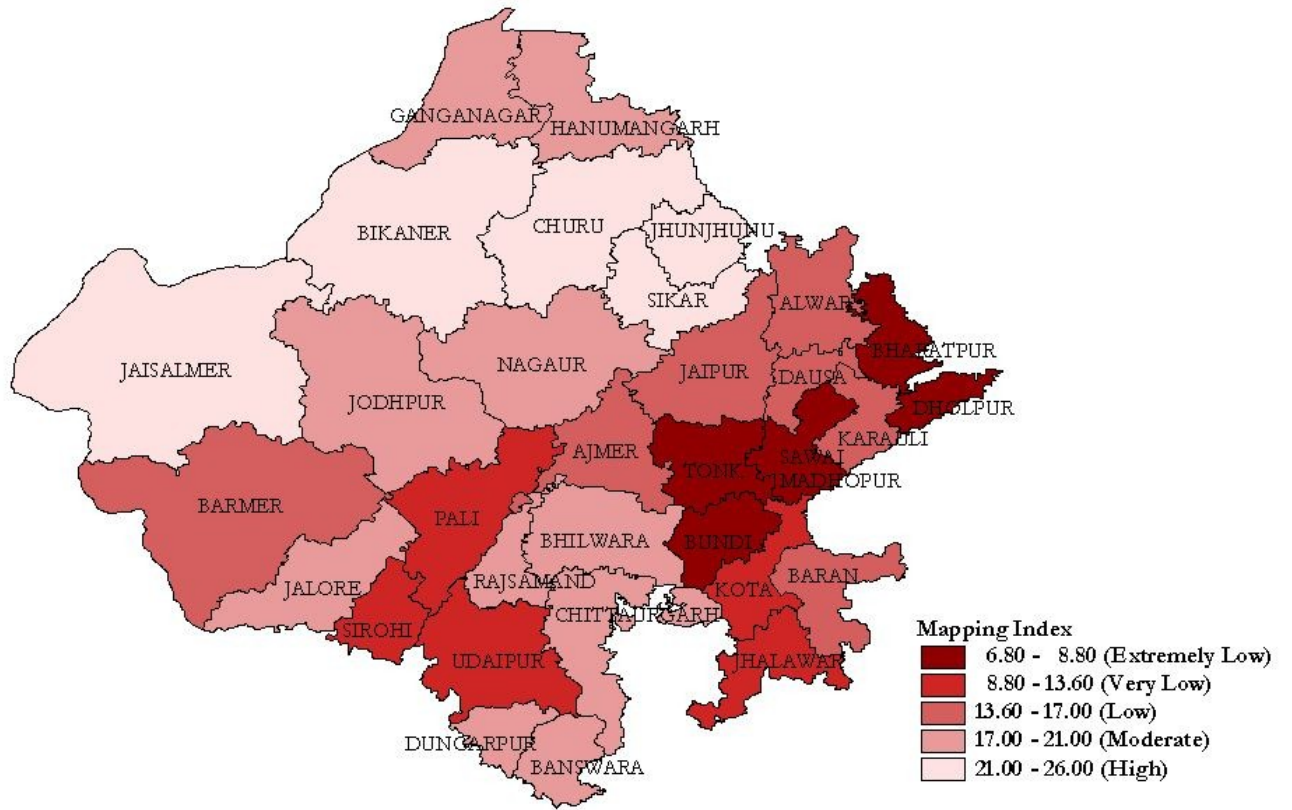 GANGANAGAR
HANUMANGARH
BIKANER
CHURU
JHUNJHUNU
SIKAR
ALWAR
BHARATPUR
JAISALMER
NAGAUR
JAIPUR
DAUSA
JODHPUR
DHOLPUR
KARAULI
AJMER
SAWAI
TONK
JMADHOPUR
BARMER
PALI
BHILWARA
BUNDI
BARAN
JALORE
RAJSAMAND
KOTA
CHITTAURGARH
SIROHI
UDAIPUR
JHALAWAR
DUNGARPUR
BANSWARA
Mapping Index
6.80 - 8.80 (Extremely Low)
8.80 - 13.60 (Very Low)
13.60 - 17.00 (Low)
17.00 - 21.00 (Moderate)
21.00 - 26.00 (High)